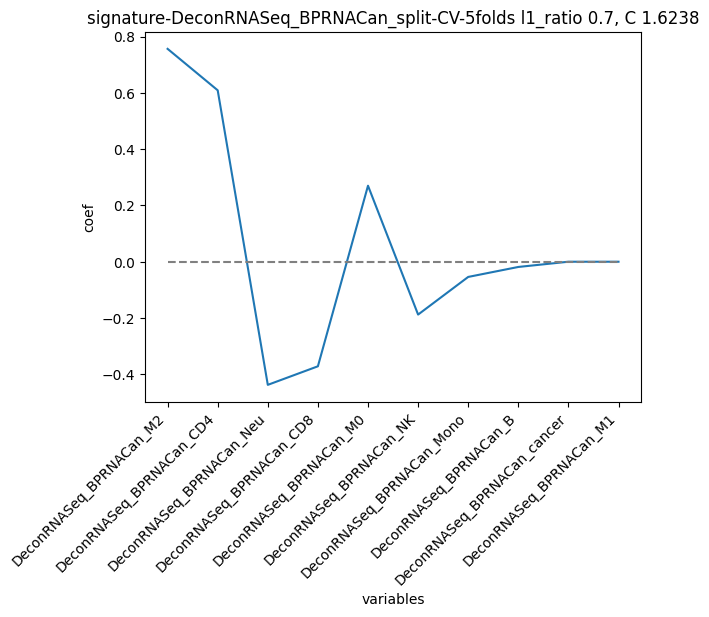 signature-DeconRNASeq_BPRNACan_split-CV-5folds l1_ratio 0.7, C 1.6238
0.8
0.6
0.4
0.2
0.0
−0.2
−0.4
coef
DeconRNASeq_BPRNACan_M2
DeconRNASeq_BPRNACan_CD4
DeconRNASeq_BPRNACan_Neu
DeconRNASeq_BPRNACan_CD8
DeconRNASeq_BPRNACan_M0
DeconRNASeq_BPRNACan_NK
DeconRNASeq_BPRNACan_Mono
DeconRNASeq_BPRNACan_B
DeconRNASeq_BPRNACan_cancer
DeconRNASeq_BPRNACan_M1
variables